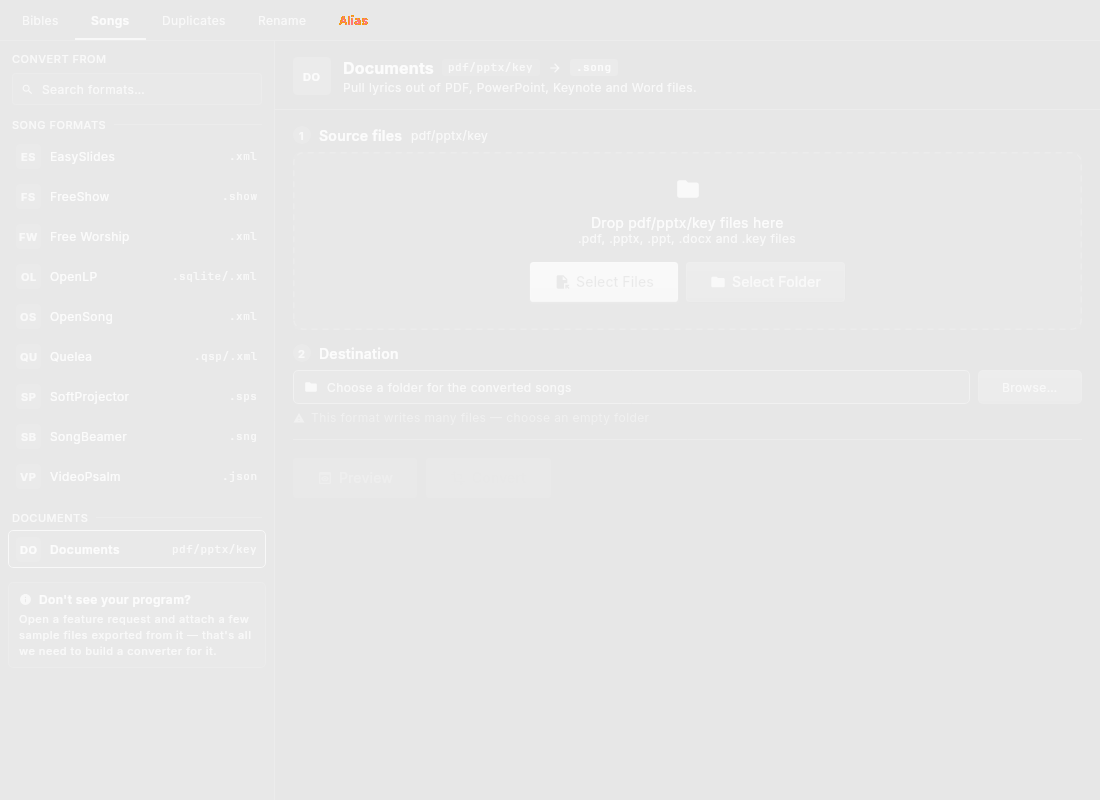 Bibles Songs Duplicates Rename Alias
CONVERT FROM
Search formats...
SONG FORMATS
ES EasySlides .xml
FS FreeShow .show
FW Free Worship .xml
OL OpenLP .sqlite/.xml
OS OpenSong .xml
QU Quelea .qsp/.xml
SP SoftProjector .sps
SB SongBeamer .sng
VP VideoPsalm .json
DOCUMENTS
DO Documents pdf/pptx/key
Don't see your program?
Open a feature request and attach a few
sample files exported from it — that's all
we need to build a converter for it.
DO Documents pdf/pptx/key → .song
Pull lyrics out of PDF, PowerPoint, Keynote and Word files.
1 Source files pdf/pptx/key
Drop pdf/pptx/key files here
.pdf, .pptx, .ppt, .docx and .key files
Select Files Select Folder
2 Destination
Choose a folder for the converted songs Browse...
This format writes many files — choose an empty folder.
Preview